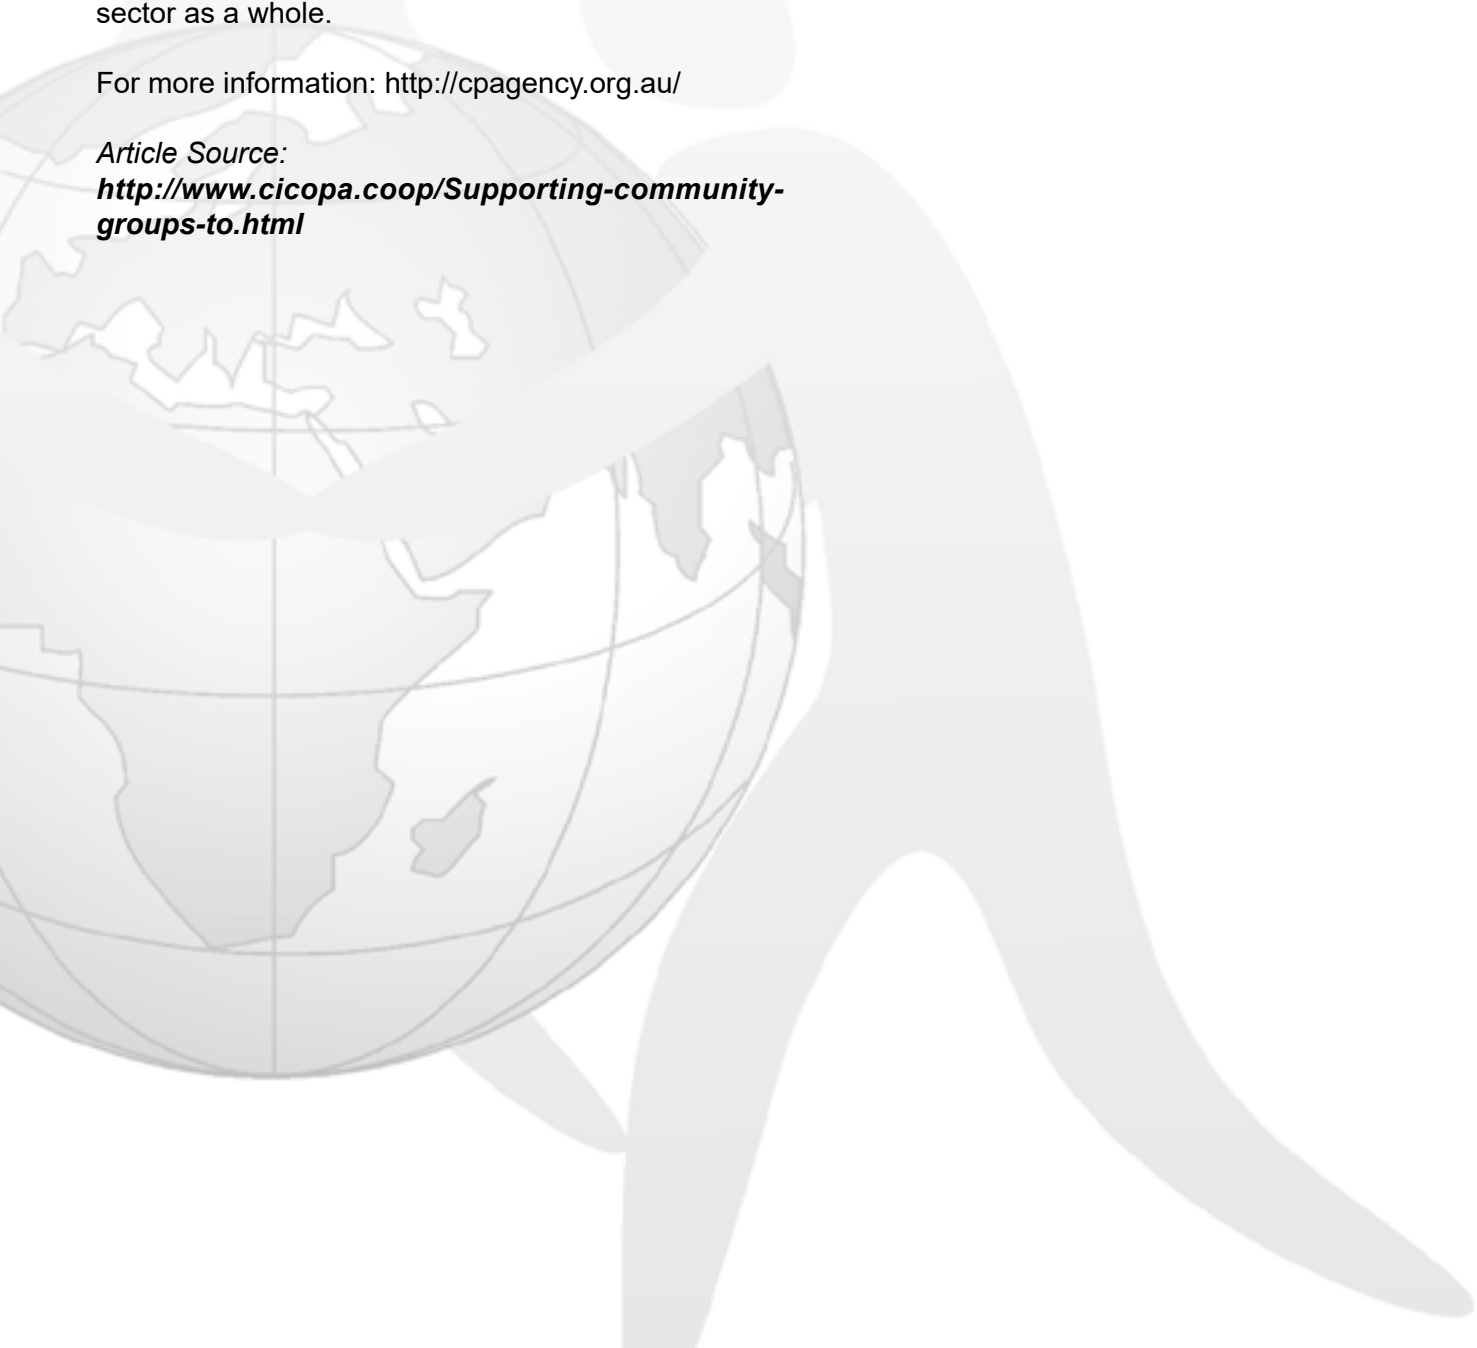 sector as a whole.
For more information: http://cpagency.org.au/
Article Source:
http://www.cicopa.coop/Supporting-community-
groups-to.html